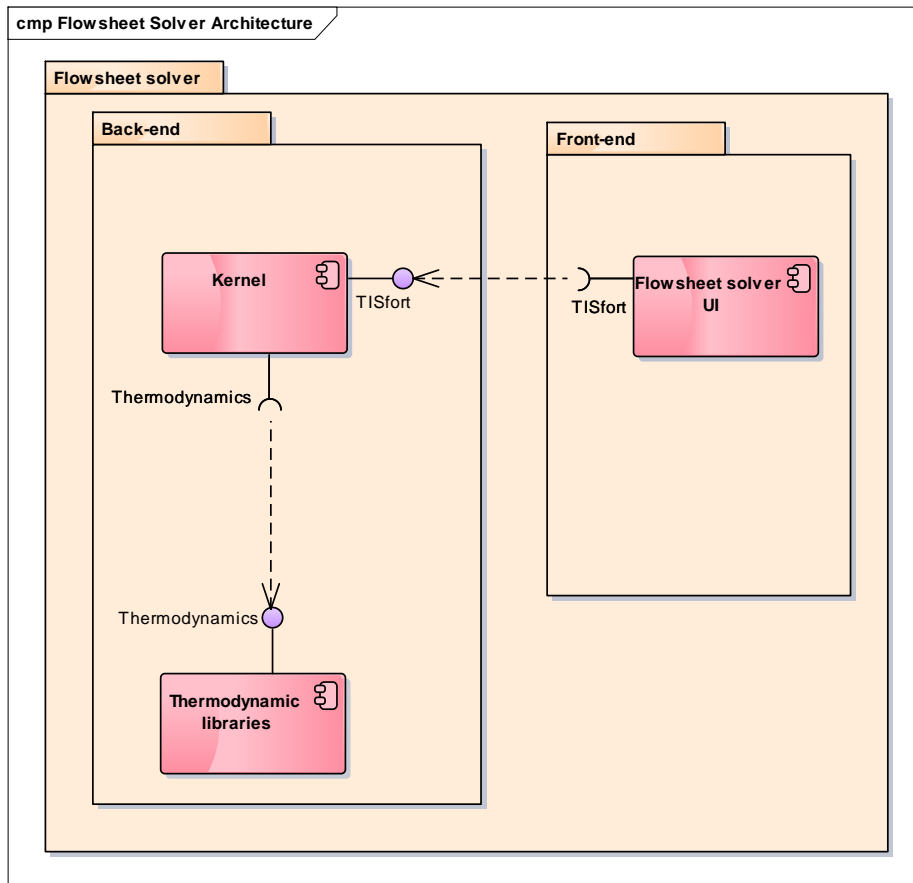 cmp Flowsheet Solver Architecture
Flowsheet solver
Back-end
Front-end
Kernel
TISfort
TISfort
Flowsheet solver
UI
Thermodynamics
Thermodynamics
Thermodynamic
libraries